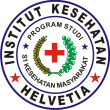 INSTITUT KESEHATAN
PROGRAM STUDI
S1 KESEHATAN MASYARAKAT
HELVETIA